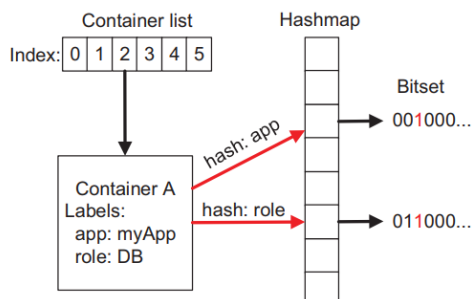 Container list
Hashmap
Index: 0 1 2 3 4 5
Bitset
001000...
hash: app
Container A
Labels:
app: myApp
role: DB
hash: role
011000...